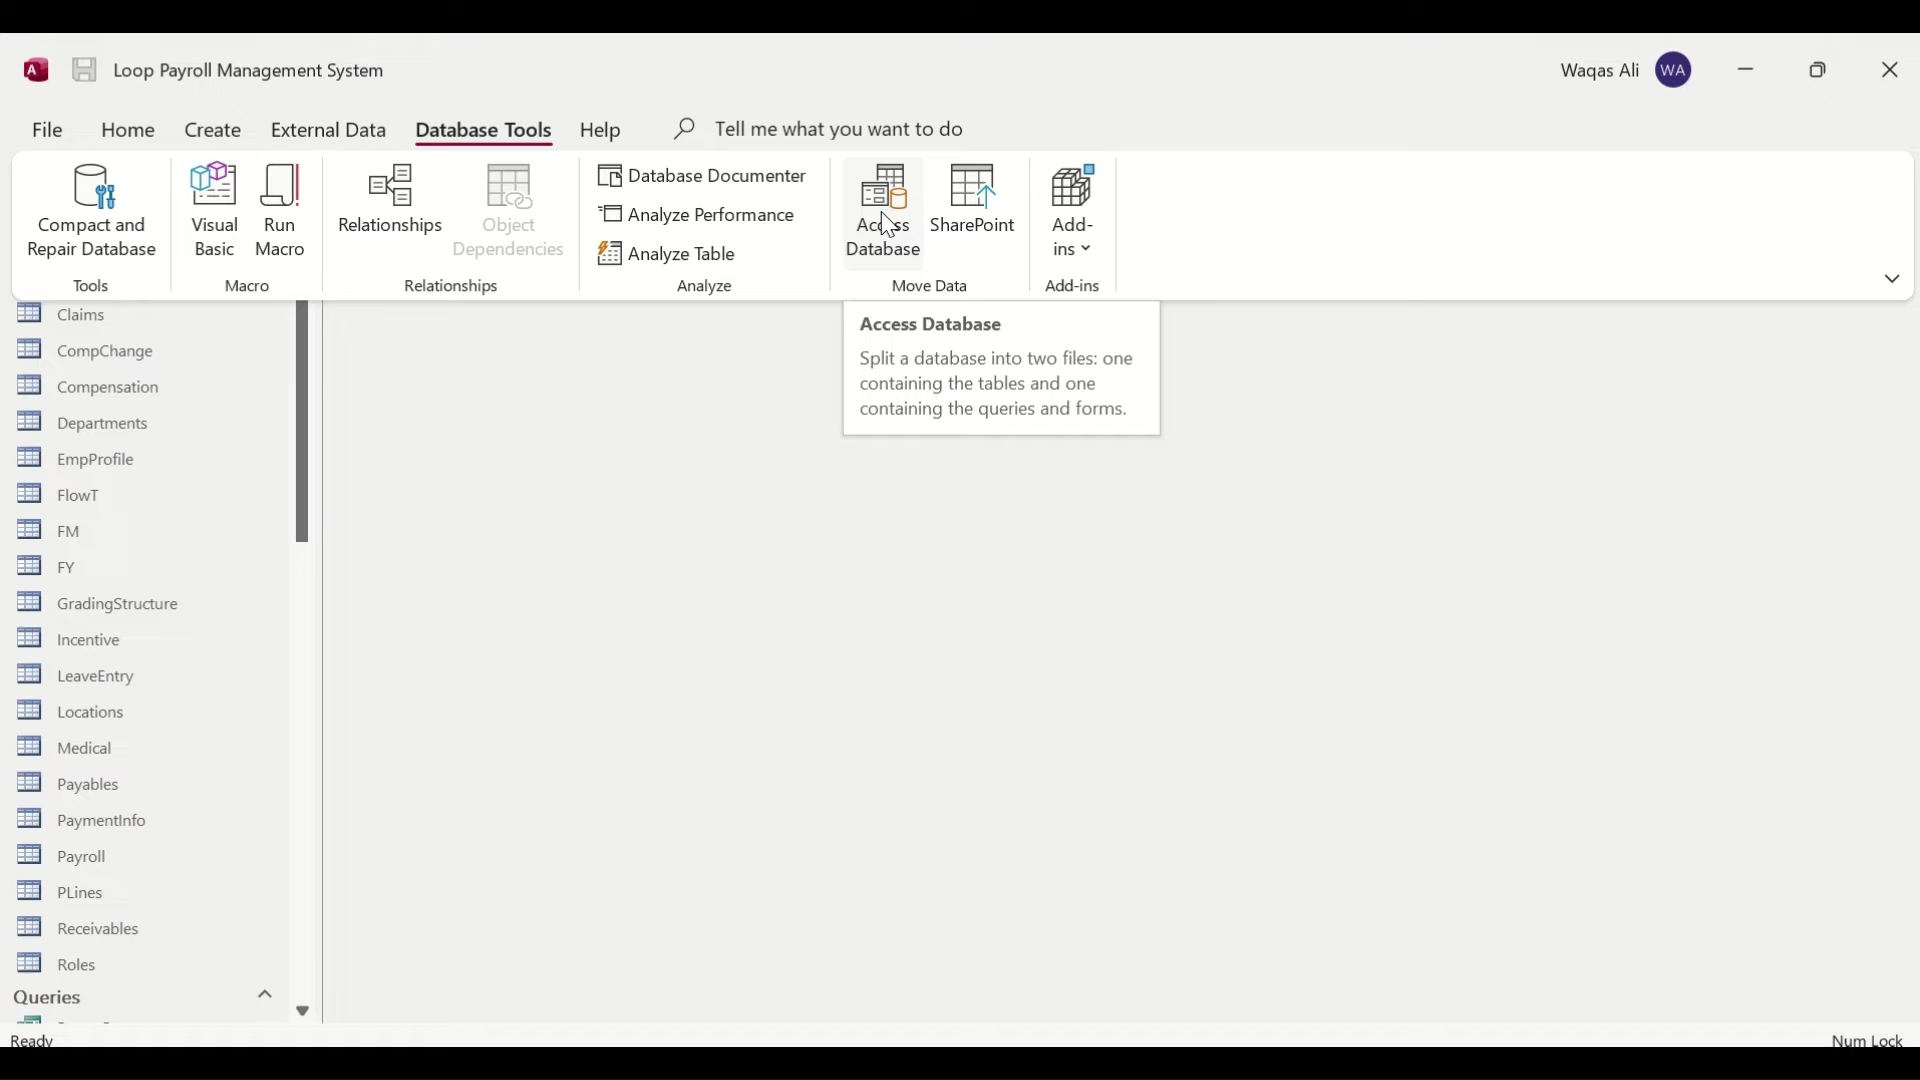 Loop Payroll Management System
Waqas Ali WA
File Home Create External Data Database Tools Help Tell me what you want to do
Compact and
Repair Database
Tools
Visual
Basic
Run
Macro
Macro
Relationships
Object
Dependencies
Relationships
Database Documenter
Analyze Performance
Analyze Table
Analyze
Access
Database
SharePoint
Move Data
Add-
ins
Add-ins
Access Database
Split a database into two files: one
containing the tables and one
containing the queries and forms.
Claims
CompChange
Compensation
Departments
EmpProfile
FlowT
FM
FY
GradingStructure
Incentive
LeaveEntry
Locations
Medical
Payables
PaymentInfo
Payroll
PLines
Receivables
Roles
Queries
Ready
Num Lock